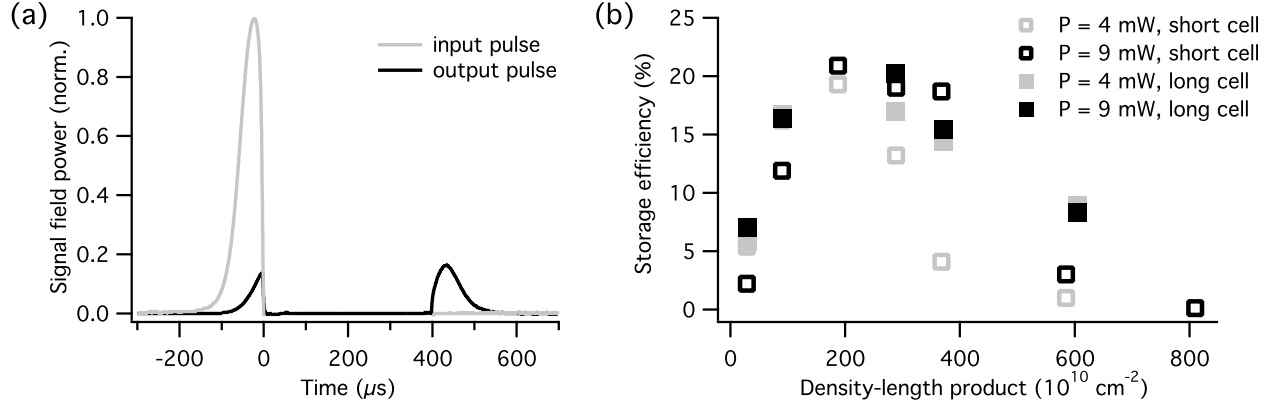 (a)
Signal field power (norm.)
1.0
0.8
0.6
0.4
0.2
0.0
input pulse
output pulse
-200
0
200
400
600
Time (µs)
(b)
Storage efficiency (%)
25
20
15
10
5
0
P = 4 mW, short cell
P = 9 mW, short cell
P = 4 mW, long cell
P = 9 mW, long cell
0
200
400
600
800
Density-length product (10¹⁰ cm⁻²)